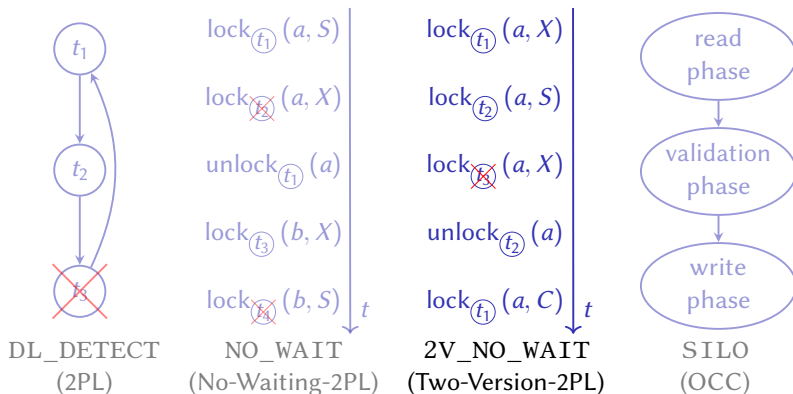 t1
t2
t3
DL_DETECT
(2PL)
lock t1 (a, S)
lock t2 (a, X)
unlock t1 (a)
lock t3 (b, X)
lock t4 (b, S)
t
NO_WAIT
(No-Waiting-2PL)
lock t1 (a, X)
lock t2 (a, S)
lock t3 (a, X)
unlock t2 (a)
lock t1 (a, C)
t
2V_NO_WAIT
(Two-Version-2PL)
read
phase
validation
phase
write
phase
SILO
(OCC)